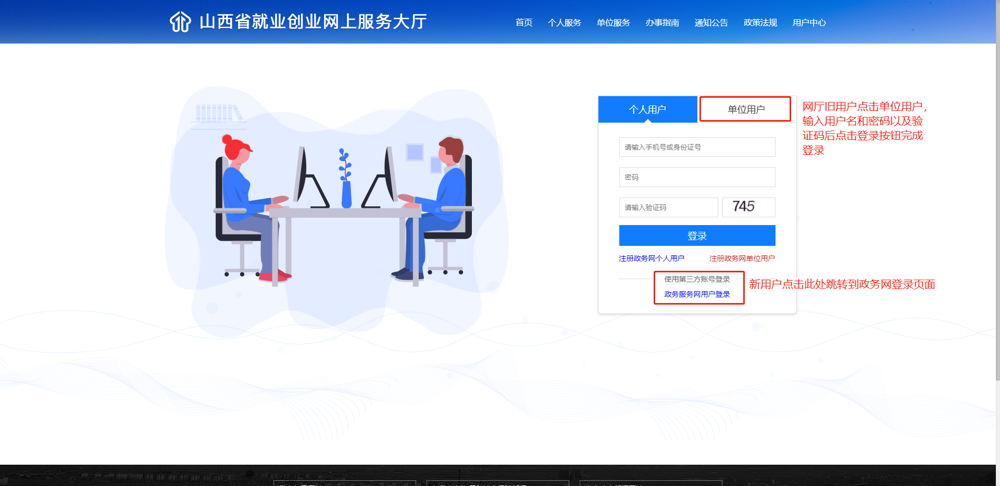 山西省就业创业网上服务大厅
首页 个人服务 单位服务 办事指南 通知公告 政策法规 用户中心
个人用户 单位用户
网厅旧用户点击单位用户，
输入用户名和密码以及验
证码后点击登录按钮完成
登录
请输入手机号或身份证号
密码
请输入验证码 745
登录
注册政务网个人用户 注册政务网单位用户
使用第三方账号登录
政务服务网用户登录
新用户点击此处跳转到政务网登录页面